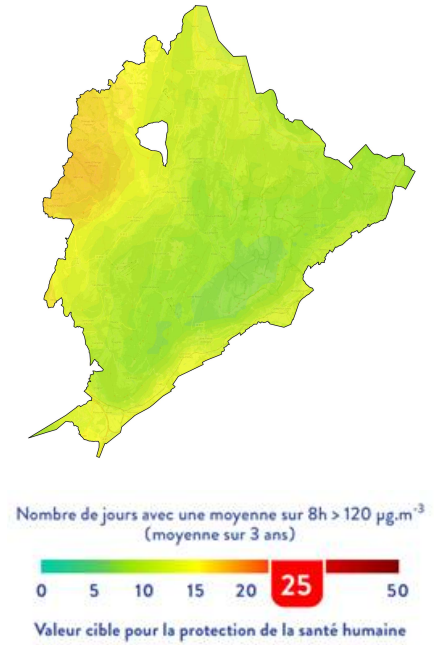 Nombre de jours avec une moyenne sur 8h > 120 µg.m⁻³
(moyenne sur 3 ans)
0 5 10 15 20 25 50
Valeur cible pour la protection de la santé humaine